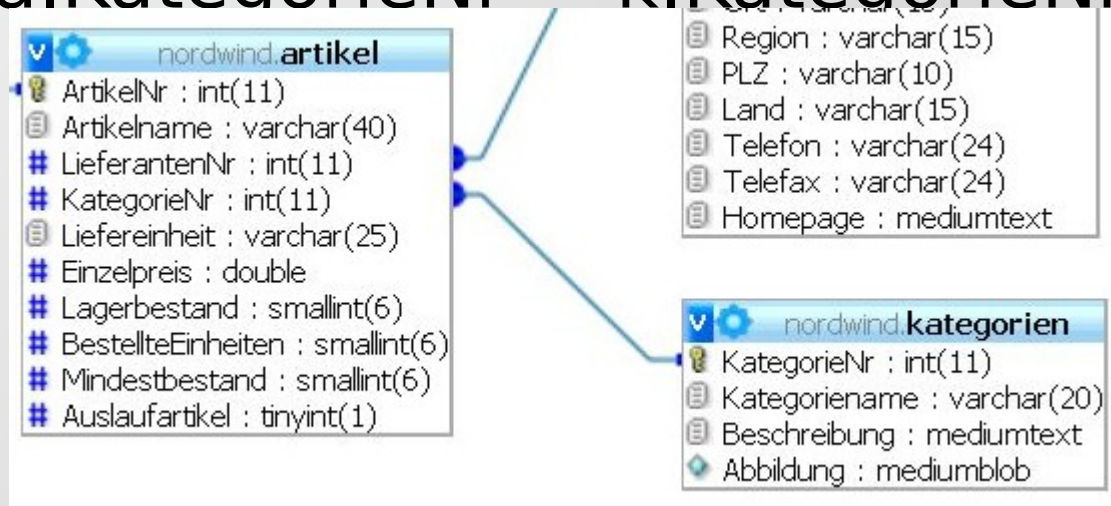 a.KategorieNr = k.KategorieNr
nordwind.artikel
ArtikelNr : int(11)
Artikelname : varchar(40)
LieferantenNr : int(11)
KategorieNr : int(11)
Liefereinheit : varchar(25)
Einzelpreis : double
Lagerbestand : smallint(6)
BestellteEinheiten : smallint(6)
Mindestbestand : smallint(6)
Auslaufartikel : tinyint(1)
Region : varchar(15)
PLZ : varchar(10)
Land : varchar(15)
Telefon : varchar(24)
Telefax : varchar(24)
Homepage : mediumtext
nordwind.kategorien
KategorieNr : int(11)
Kategoriename : varchar(20)
Beschreibung : mediumtext
Abbildung : mediumblob